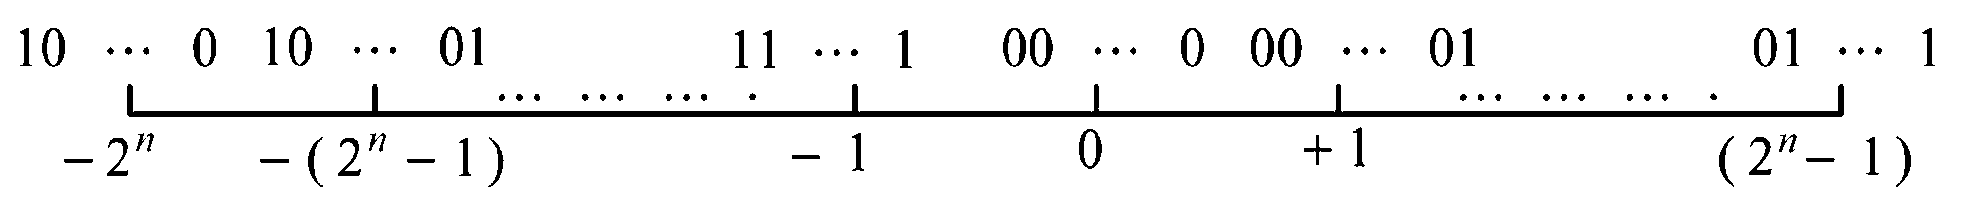 10 ⋯ 0 10 ⋯ 01 11 ⋯ 1 00 ⋯ 0 00 ⋯ 01 01 ⋯ 1
⋯ ⋯ ⋯ · ⋯ ⋯ ⋯ ·
−2ⁿ −(2ⁿ−1) − 1 0 +1 (2ⁿ− 1)